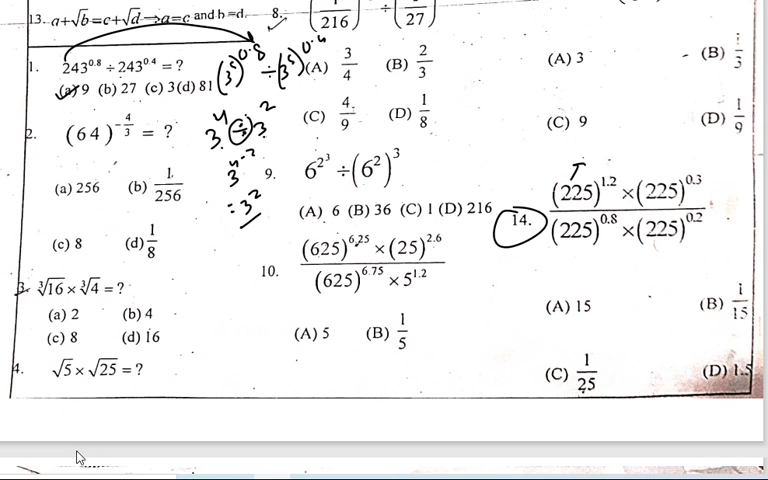 13. a+√b=c+√d ⇒a=c and b=d.
1. 243^0.8 ÷ 243^0.4 = ?
(3^5)^0.8 ÷ (3^5)^0.4
(a) 9 (b) 27 (c) 3 (d) 81
3^4 ÷ 3^2
3^4-2
= 3^2
2. (64)^-4/3 = ?
(a) 256 (b) 1/256
(c) 8 (d) 1/8
3. ∛16 × ∛4 = ?
(a) 2 (b) 4
(c) 8 (d) 16
4. √5 × √25 = ?
8. (1/216) ÷ (1/27)
(A) 3/4 (B) 2/3
(C) 4/9 (D) 1/8
9. 6^2^3 ÷ (6^2)^3
(A) 6 (B) 36 (C) 1 (D) 216
10. (625)^6.25 × (25)^2.6 / (625)^6.75 × 5^1.2
(A) 5 (B) 1/5
(A) 3 (B) 1/3
(C) 9 (D) 1/9
14. (225)^1.2 × (225)^0.3 / (225)^0.8 × (225)^0.2
(A) 15 (B) 1/15
(C) 1/25 (D) 1.5